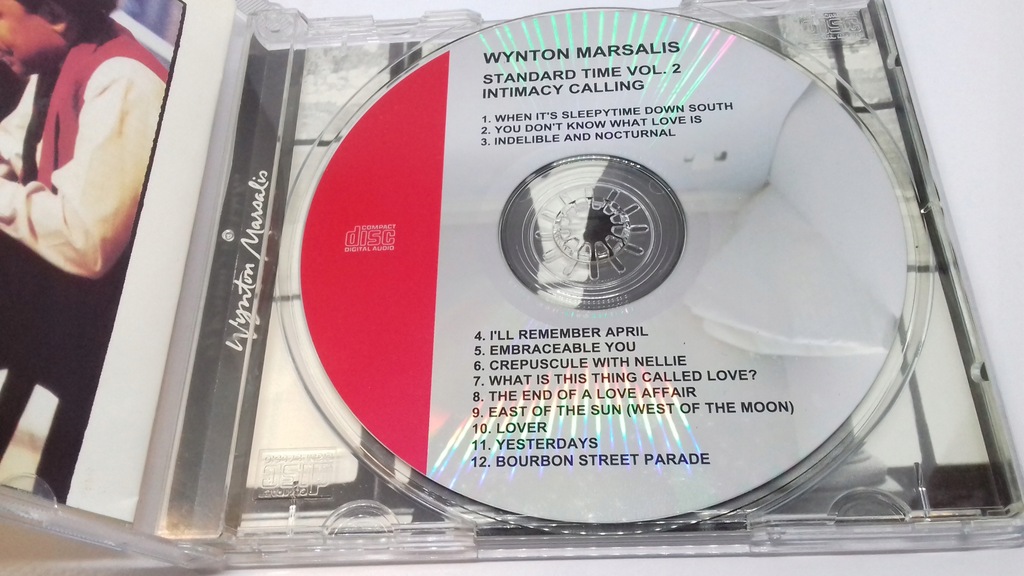 Wynton Marsalis
WYNTON MARSALIS
STANDARD TIME VOL. 2
INTIMACY CALLING
1. WHEN IT'S SLEEPYTIME DOWN SOUTH
2. YOU DON'T KNOW WHAT LOVE IS
3. INDELIBLE AND NOCTURNAL
COMPACT
disc
DIGITAL AUDIO
4. I'LL REMEMBER APRIL
5. EMBRACEABLE YOU
6. CREPUSCULE WITH NELLIE
7. WHAT IS THIS THING CALLED LOVE?
8. THE END OF A LOVE AFFAIR
9. EAST OF THE SUN (WEST OF THE MOON)
10. LOVER
11. YESTERDAYS
12. BOURBON STREET PARADE